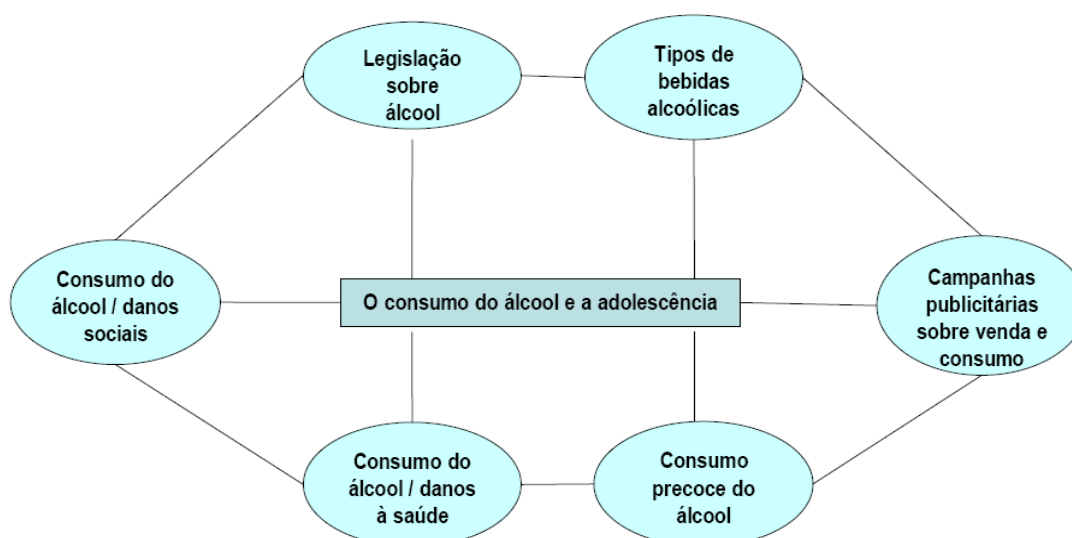 Legislação
sobre
álcool
Tipos de
bebidas
alcoólicas
Consumo do
álcool / danos
sociais
O consumo do álcool e a adolescência
Campanhas
publicitárias
sobre venda e
consumo
Consumo do
álcool / danos
à saúde
Consumo
precoce do
álcool